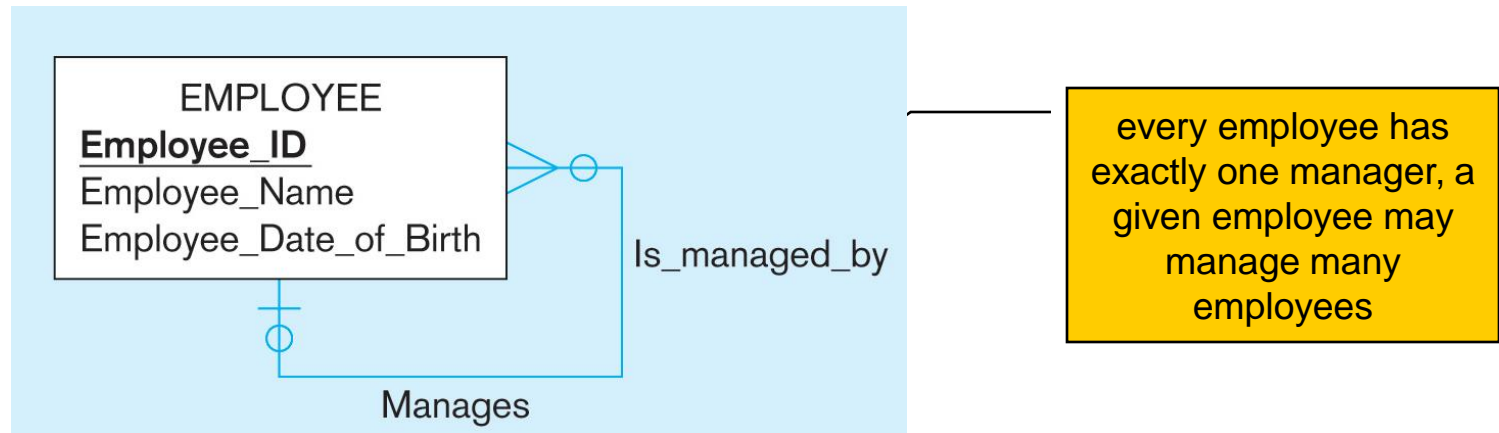 EMPLOYEE
Employee_ID
Employee_Name
Employee_Date_of_Birth
Is_managed_by
Manages
every employee has
exactly one manager, a
given employee may
manage many
employees